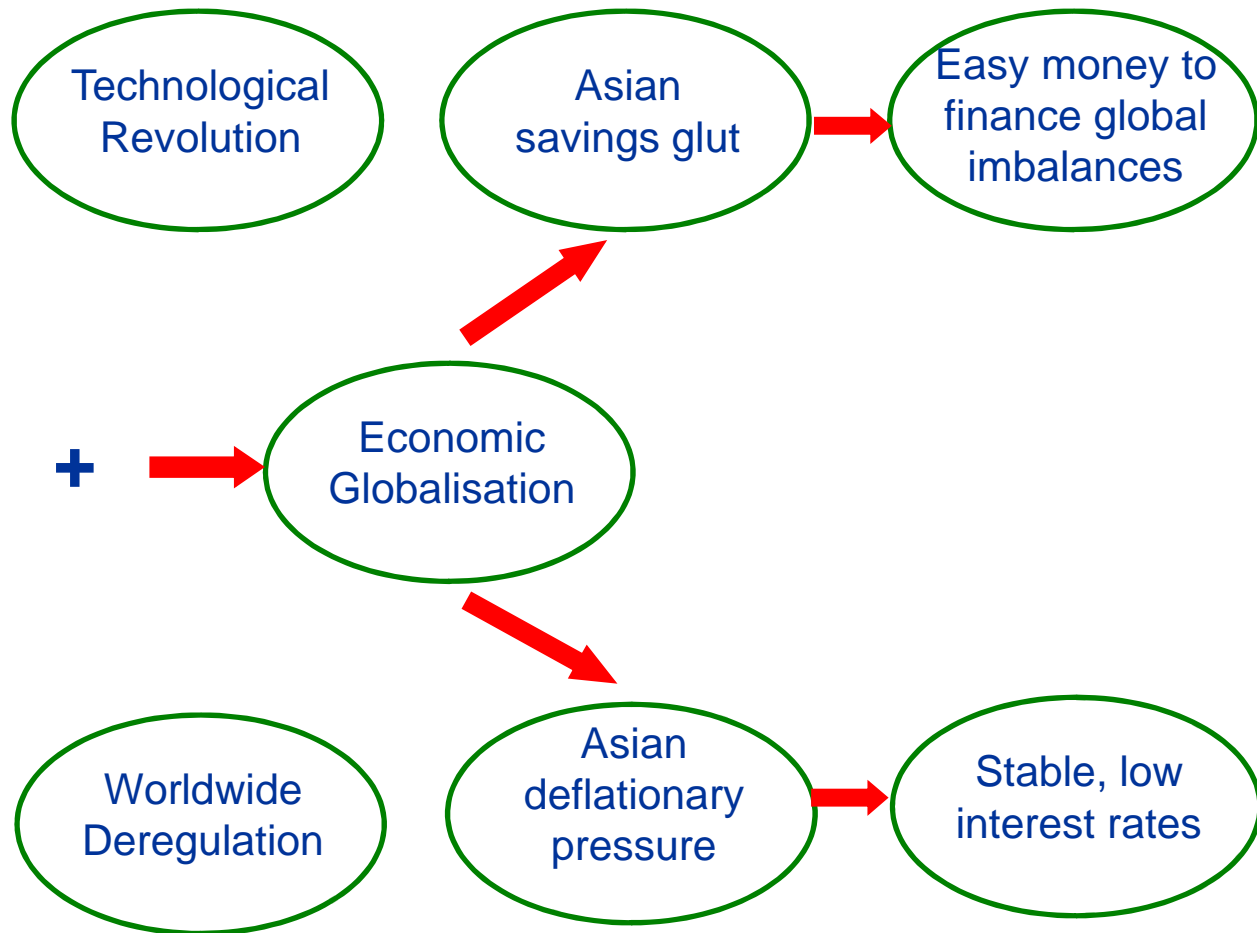 Technological
Revolution
Asian
savings glut
Easy money to
finance global
imbalances
+
Economic
Globalisation
Worldwide
Deregulation
Asian
deflationary
pressure
Stable, low
interest rates